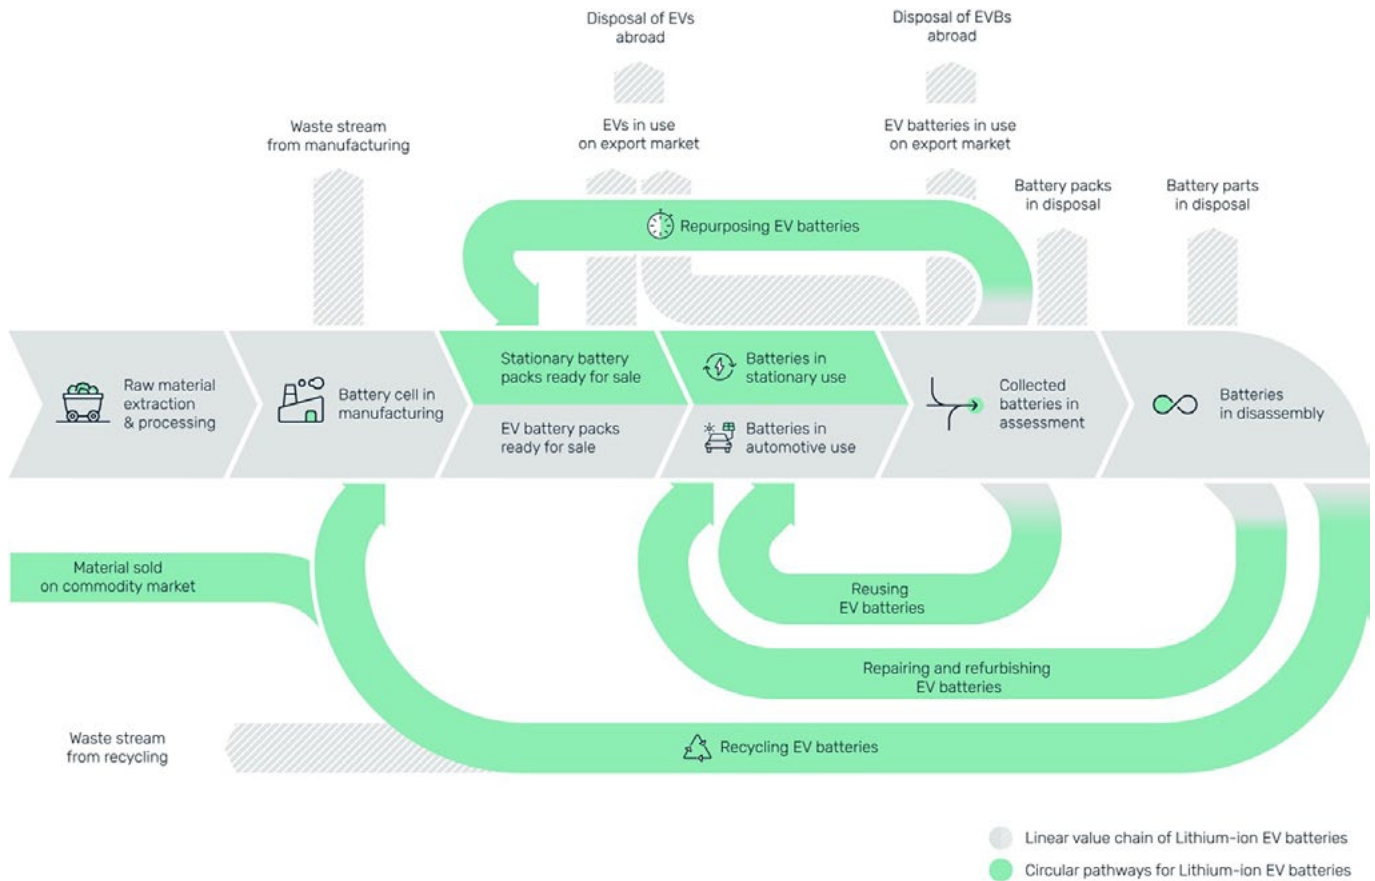 Disposal of EVs
abroad
Disposal of EVBs
abroad
Waste stream
from manufacturing
EVs in use
on export market
EV batteries in use
on export market
Battery packs
in disposal
Battery parts
in disposal
Repurposing EV batteries
Raw material
extraction
& processing
Battery cell in
manufacturing
Stationary battery
packs ready for sale
EV battery packs
ready for sale
Batteries in
stationary use
Batteries in
automotive use
Collected
batteries in
assessment
Batteries
in disassembly
Material sold
on commodity market
Reusing
EV batteries
Repairing and refurbishing
EV batteries
Waste stream
from recycling
Recycling EV batteries
Linear value chain of Lithium-ion EV batteries
Circular pathways for Lithium-ion EV batteries